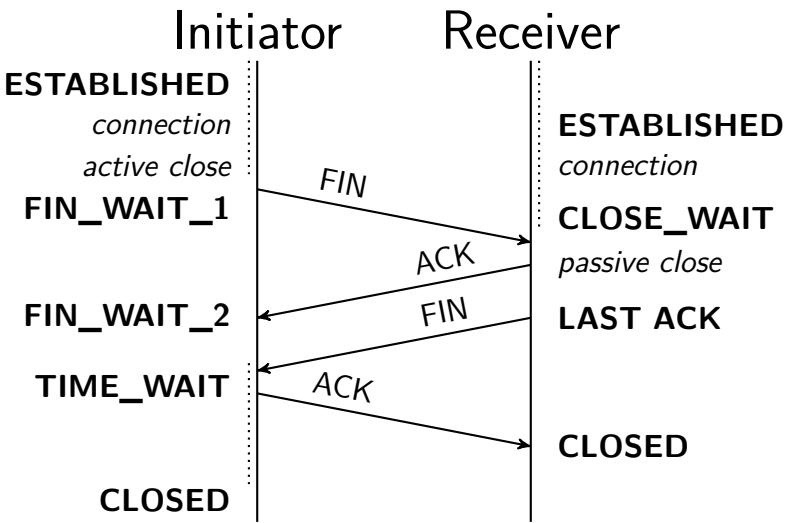 Initiator
Receiver
ESTABLISHED
connection
active close
FIN_WAIT_1
FIN
ESTABLISHED
connection
CLOSE_WAIT
passive close
ACK
FIN_WAIT_2
FIN
LAST ACK
TIME_WAIT
ACK
CLOSED
CLOSED